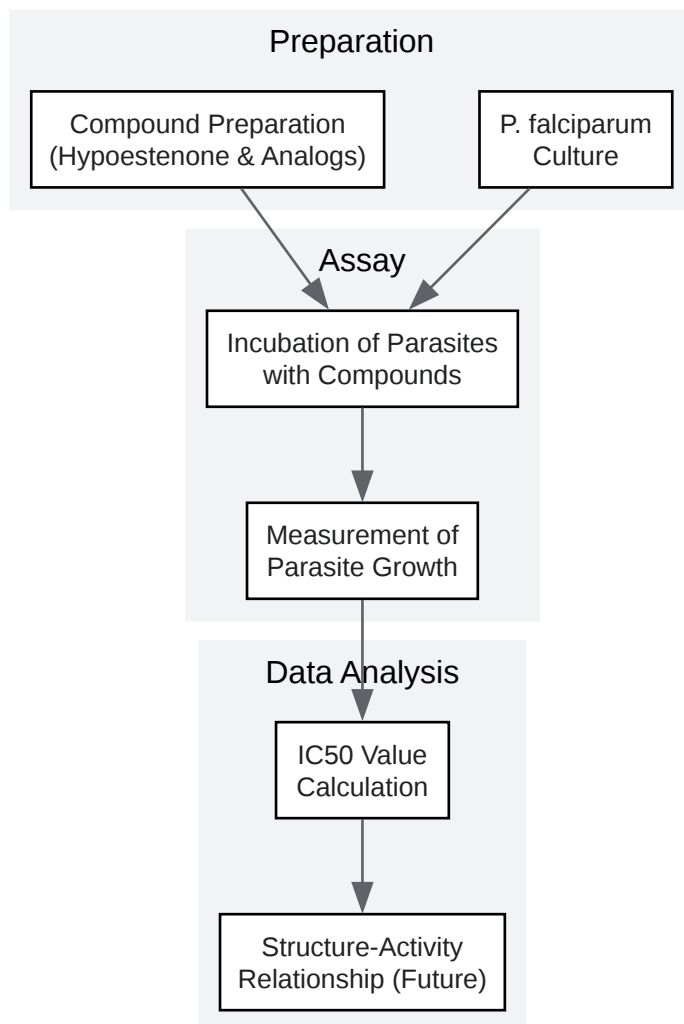 Preparation
Compound Preparation
(Hypoestenone & Analogs)
P. falciparum
Culture
Assay
Incubation of Parasites
with Compounds
Measurement of
Parasite Growth
Data Analysis
IC50 Value
Calculation
Structure-Activity
Relationship (Future)